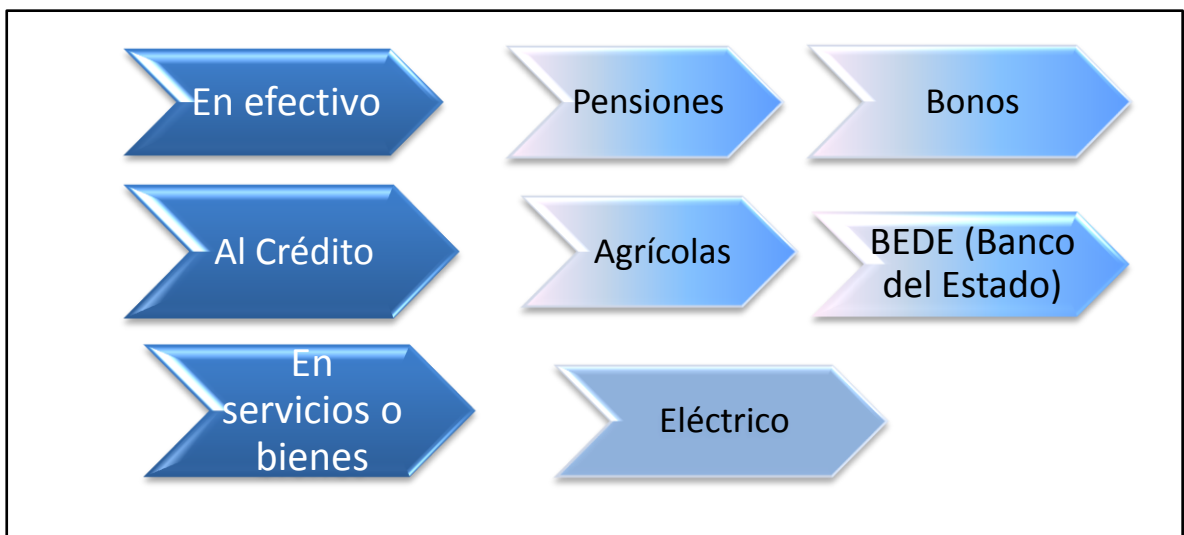 En efectivo
Pensiones
Bonos
Al Crédito
Agrícolas
BEDE (Banco
del Estado)
En
servicios o
bienes
Eléctrico